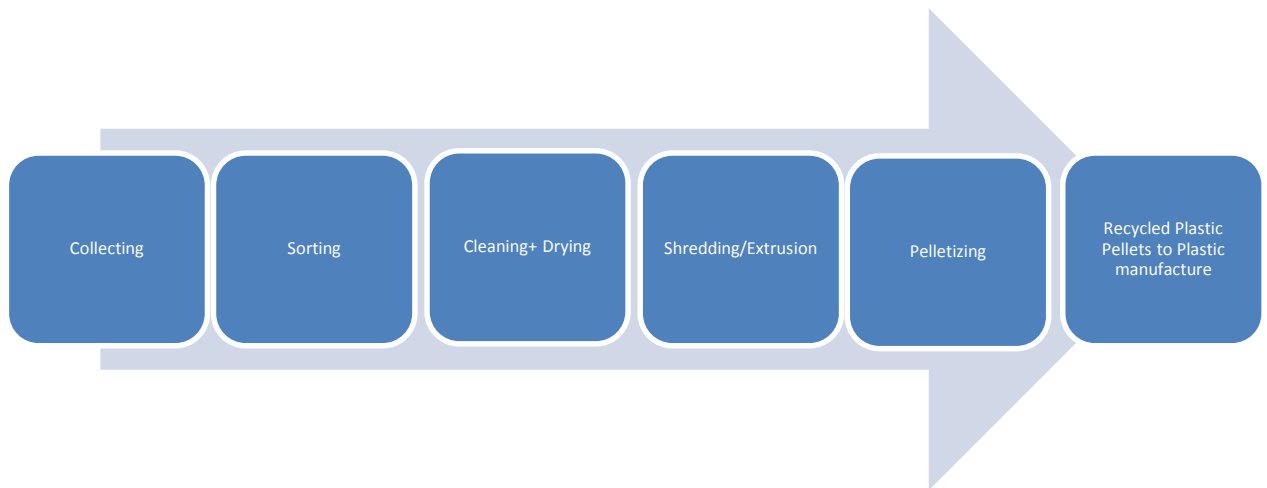 Collecting
Sorting
Cleaning+ Drying
Shredding/Extrusion
Pelletizing
Recycled Plastic
Pellets to Plastic
manufacture